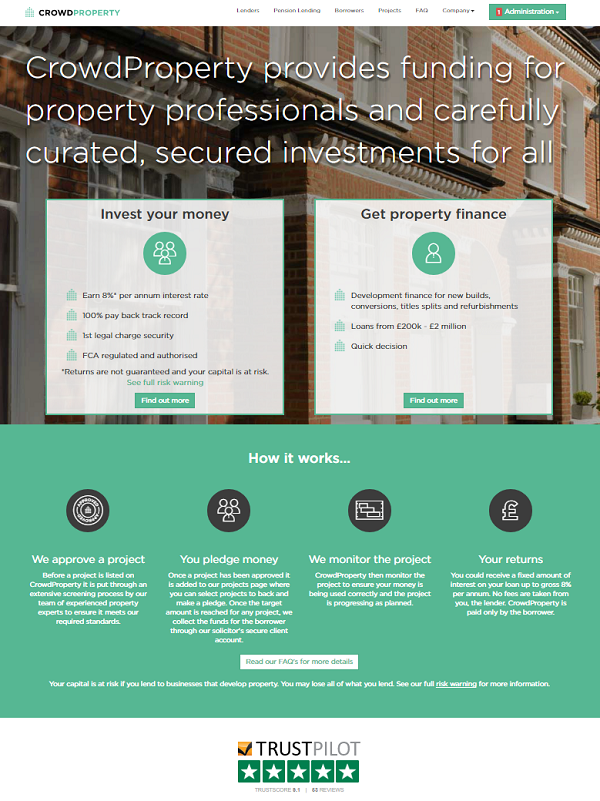 CROWDPROPERTY
Lenders
Pension Lending
Borrowers
Projects
FAQ
Company
1 Administration
CrowdProperty provides funding for
property professionals and carefully
curated, secured investments for all
Invest your money
Earn 8%* per annum interest rate
100% pay back track record
1st legal charge security
FCA regulated and authorised
*Returns are not guaranteed and your capital is at risk.
See full risk warning
Find out more
Get property finance
Development finance for new builds,
conversions, titles splits and refurbishments
Loans from £200k - £2 million
Quick decision
Find out more
How it works...
APPROVED
APPROVED
We approve a project
Before a project is listed on
CrowdProperty it is put through an
extensive screening process by our
team of experienced property
experts to ensure it meets our
required standards.
You pledge money
Once a project has been approved it
is added to our projects page where
you can select projects to back and
make a pledge. Once the target
amount is reached for any project, we
collect the funds for the borrower
through our solicitor's secure client
account.
We monitor the project
CrowdProperty then monitor the
project to ensure your money is
being used correctly and the project
is progressing as planned.
£
Your returns
You could receive a fixed amount of
interest on your loan up to gross 8%
per annum. No fees are taken from
you, the lender. CrowdProperty is
paid only by the borrower.
Read our FAQ's for more details
Your capital is at risk if you lend to businesses that develop property. You may lose all of what you lend. See our full risk warning for more information.
TRUSTPILOT
TRUSTSCORE 9.1 | 63 REVIEWS